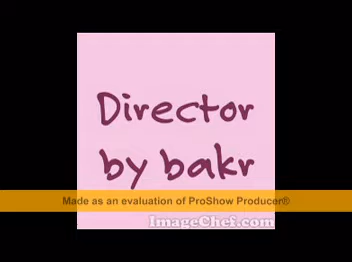 Director
by bakr
Made as an evaluation of ProShow Producer®
ImageChef.com